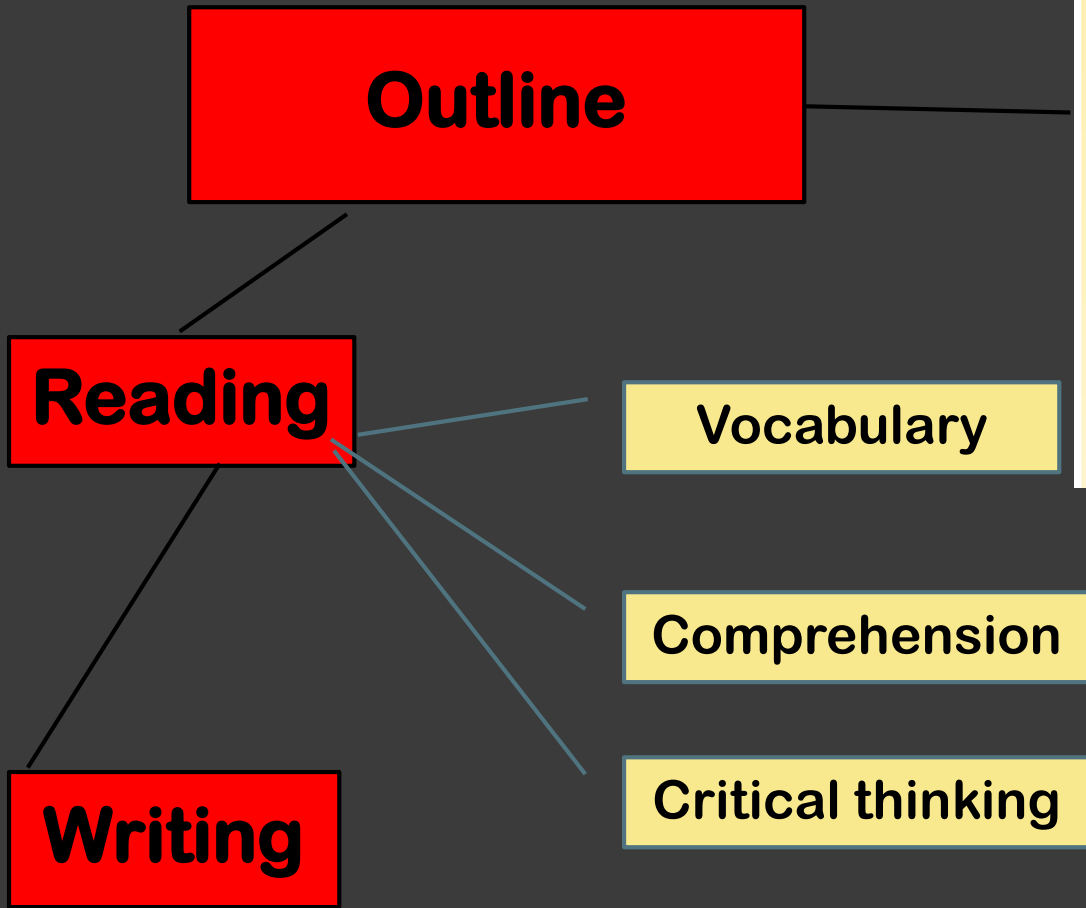 Outline
Reading
Vocabulary
Comprehension
Critical thinking
Writing